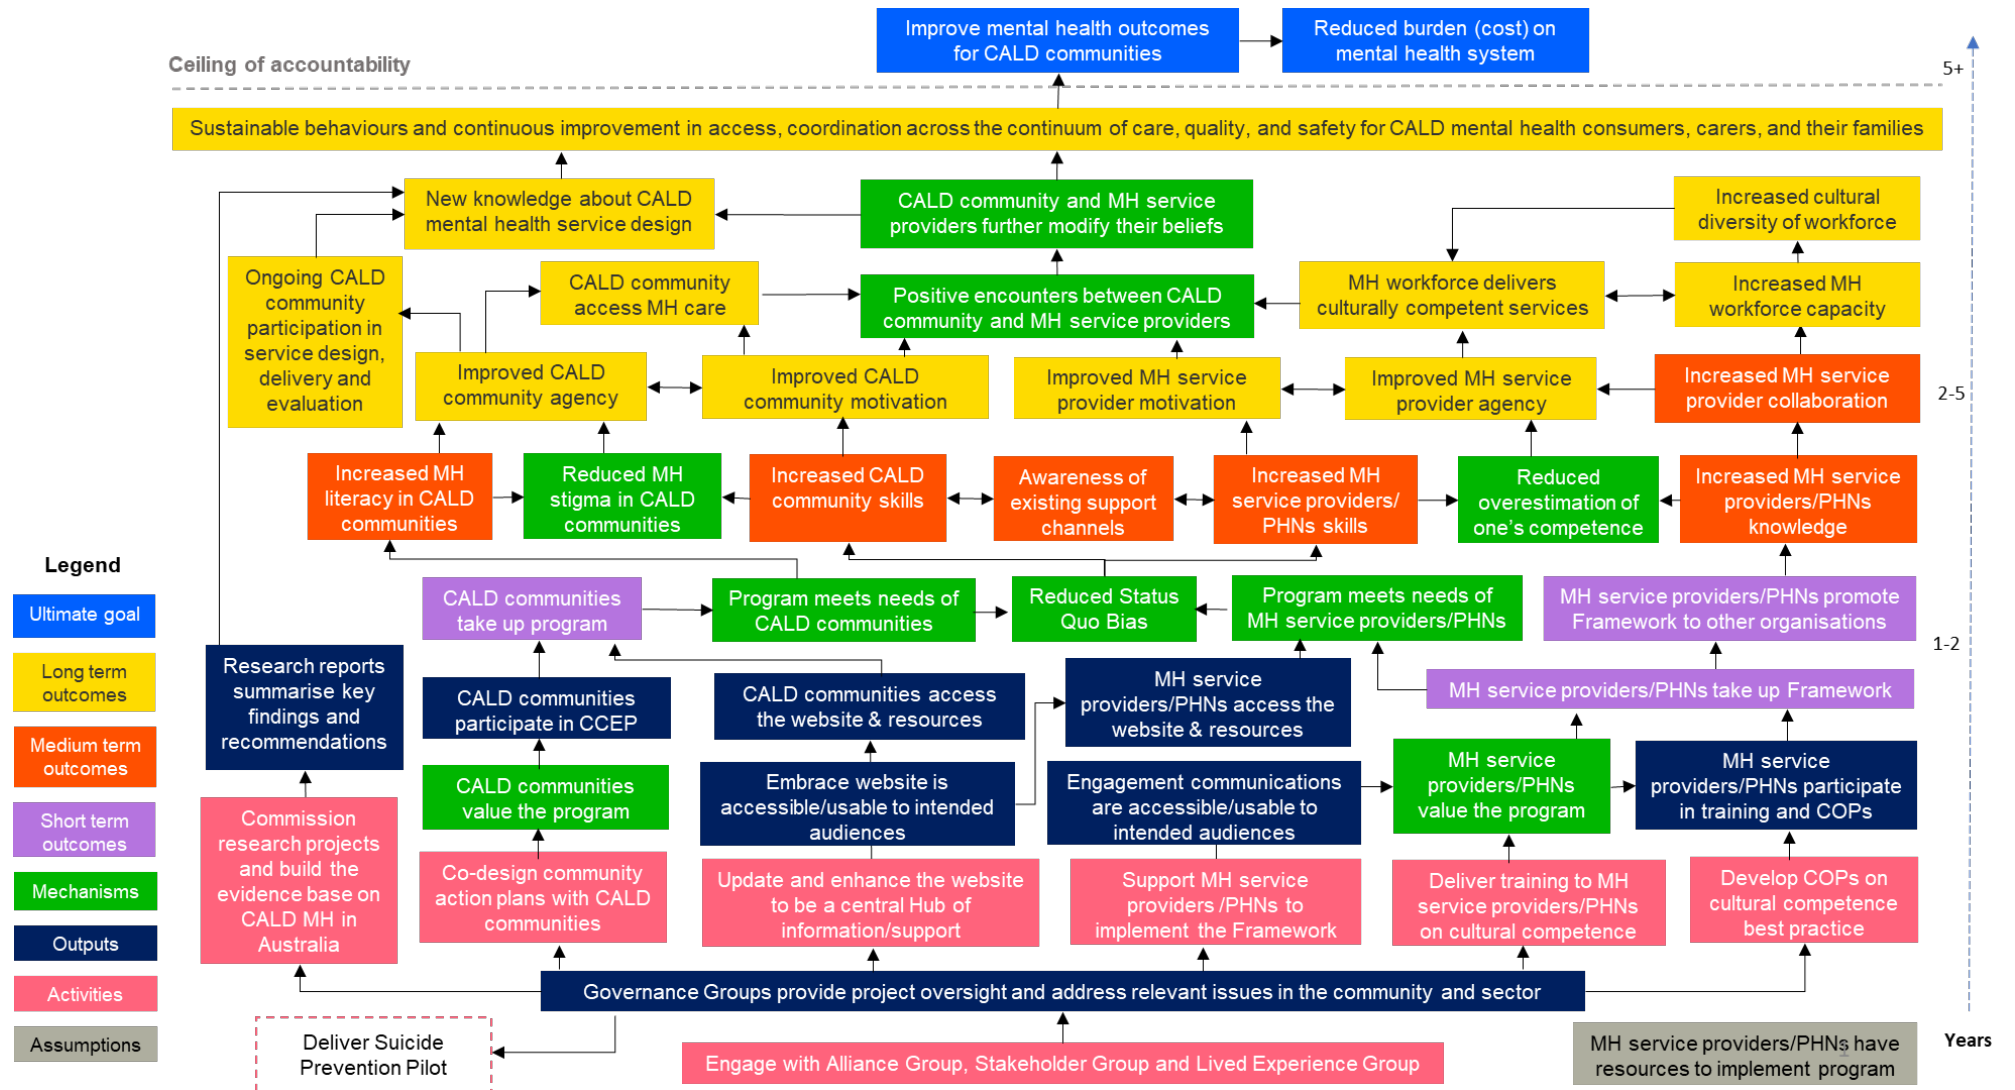 Improve mental health outcomes
for CALD communities
Reduced burden (cost) on
mental health system
Ceiling of accountability
5+
Sustainable behaviours and continuous improvement in access, coordination across the continuum of care, quality, and safety for CALD mental health consumers, carers, and their families
New knowledge about CALD
mental health service design
CALD community and MH service
providers further modify their beliefs
Increased cultural
diversity of workforce
Ongoing CALD
community
participation in
service design,
delivery and
evaluation
CALD community
access MH care
Positive encounters between CALD
community and MH service providers
MH workforce delivers
culturally competent services
Increased MH
workforce capacity
Improved CALD
community agency
Improved CALD
community motivation
Improved MH service
provider motivation
Improved MH service
provider agency
Increased MH service
provider collaboration
2-5
Increased MH
literacy in CALD
communities
Reduced MH
stigma in CALD
communities
Increased CALD
community skills
Awareness of
existing support
channels
Increased MH
service providers/
PHNs skills
Reduced
overestimation of
one's competence
Increased MH service
providers/PHNs
knowledge
Legend
Ultimate goal
Long term
outcomes
Medium term
outcomes
Short term
outcomes
Mechanisms
Outputs
Activities
Assumptions
CALD communities
take up program
Program meets needs of
CALD communities
Reduced Status
Quo Bias
Program meets needs of
MH service providers/PHNs
MH service providers/PHNs promote
Framework to other organisations
1-2
Research reports
summarise key
findings and
recommendations
CALD communities
participate in CCEP
CALD communities access
the website & resources
MH service
providers/PHNs access the
website & resources
MH service providers/PHNs take up Framework
CALD communities
value the program
Embrace website is
accessible/usable to intended
audiences
Engagement communications
are accessible/usable to
intended audiences
MH service
providers/PHNs
value the program
MH service
providers/PHNs participate
in training and COPs
Commission
research projects
and build the
evidence base on
CALD MH in
Australia
Co-design community
action plans with CALD
communities
Update and enhance the website
to be a central Hub of
information/support
Support MH service
providers /PHNs to
implement the Framework
Deliver training to MH
service providers/PHNs
on cultural competence
Develop COPs on
cultural competence
best practice
Governance Groups provide project oversight and address relevant issues in the community and sector
Deliver Suicide
Prevention Pilot
Engage with Alliance Group, Stakeholder Group and Lived Experience Group
MH service providers/PHNs have
resources to implement program
Years